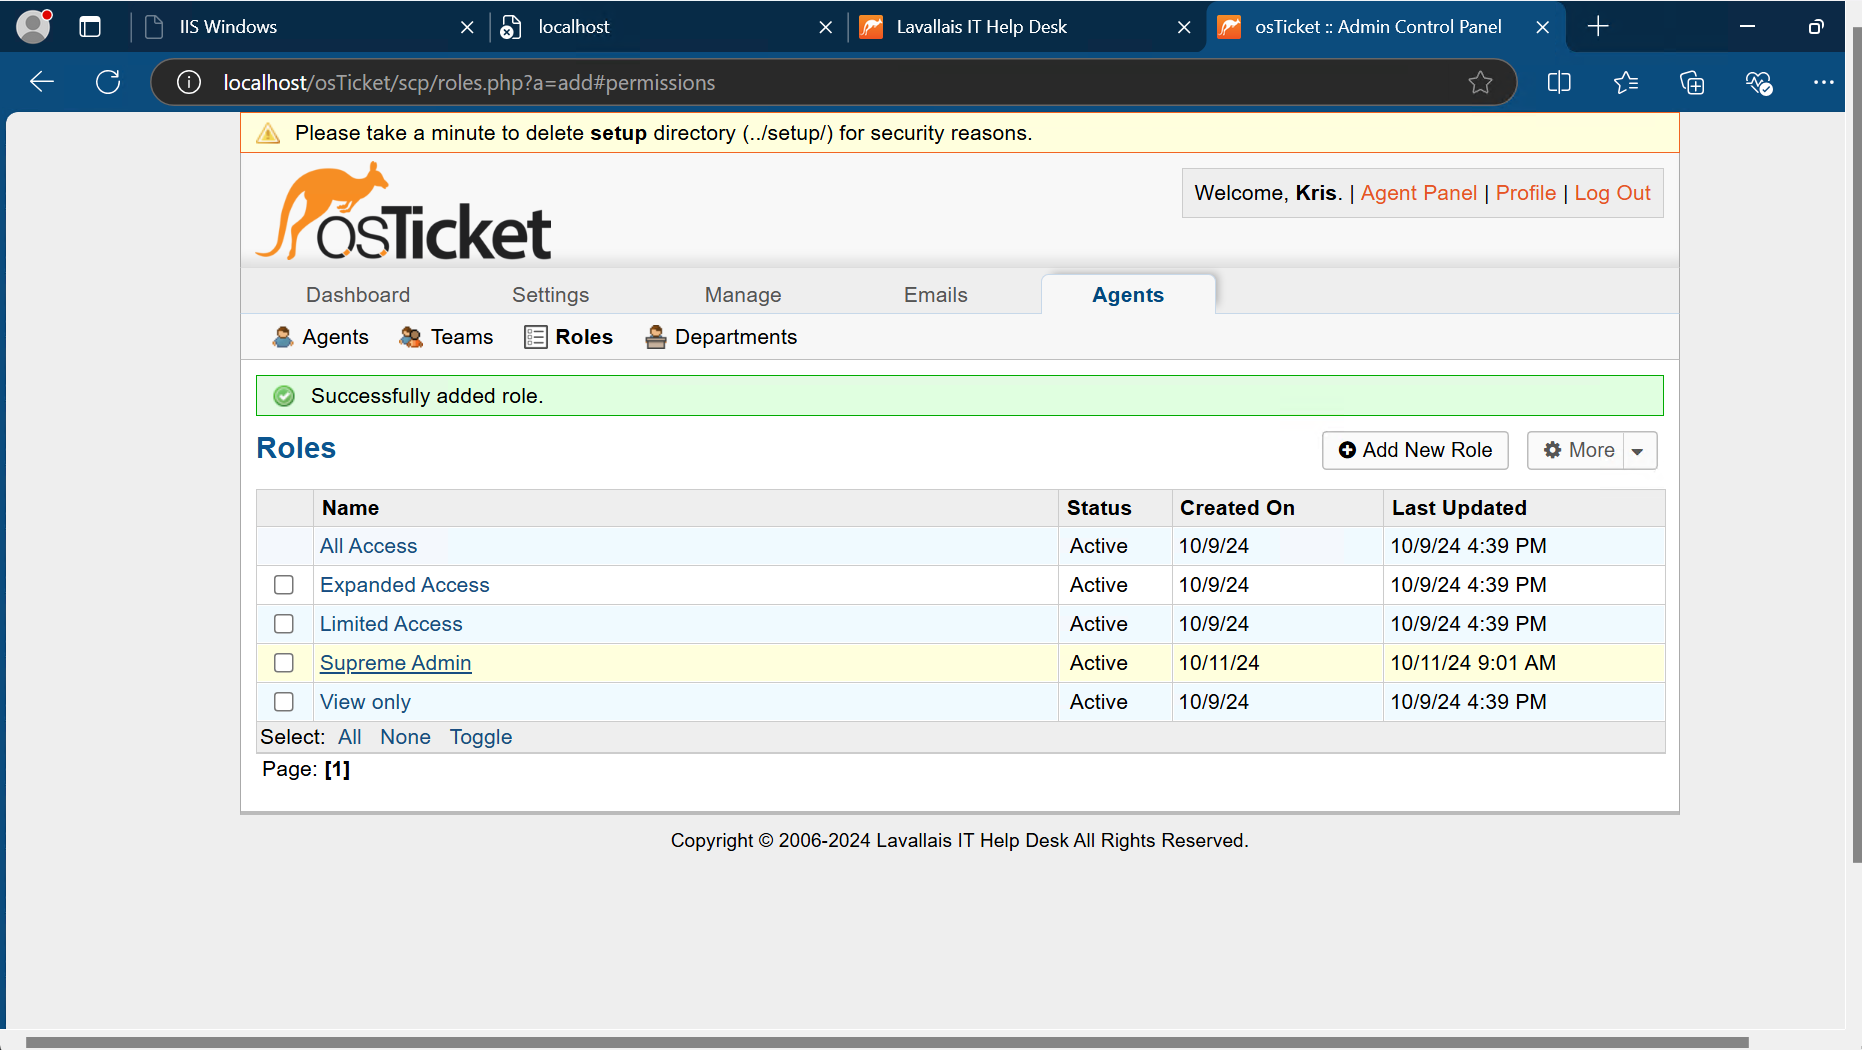 IIS Windows
localhost
Lavallais IT Help Desk
osTicket :: Admin Control Panel
localhost/osTicket/scp/roles.php?a=add#permissions
Please take a minute to delete setup directory (../setup/) for security reasons.
osTicket
Welcome, Kris. | Agent Panel | Profile | Log Out
Dashboard Settings Manage Emails Agents
Agents Teams Roles Departments
Successfully added role.
Roles
Add New Role More
Name Status Created On Last Updated
All Access Active 10/9/24 10/9/24 4:39 PM
Expanded Access Active 10/9/24 10/9/24 4:39 PM
Limited Access Active 10/9/24 10/9/24 4:39 PM
Supreme Admin Active 10/11/24 10/11/24 9:01 AM
View only Active 10/9/24 10/9/24 4:39 PM
Select: All None Toggle
Page: [1]
Copyright © 2006-2024 Lavallais IT Help Desk All Rights Reserved.